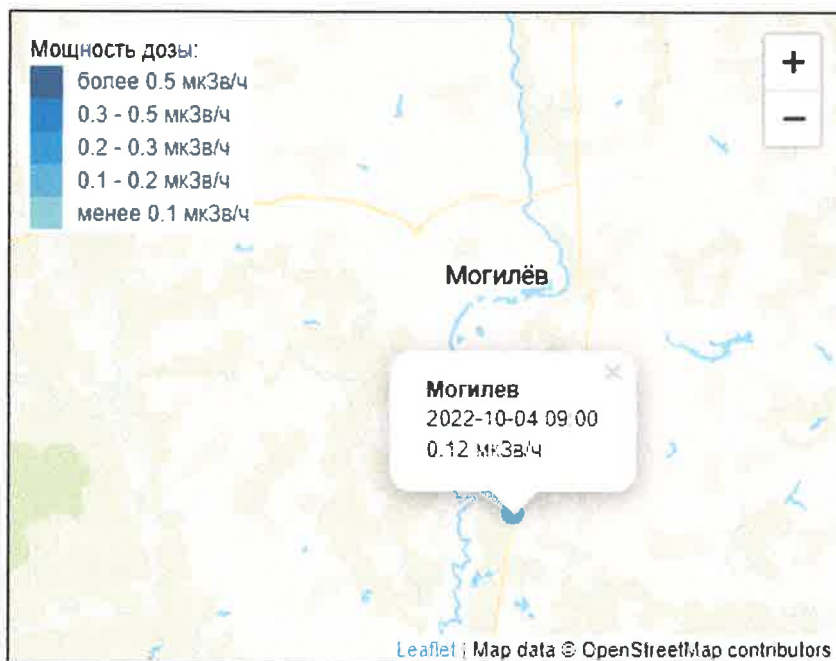 Мощность дозы:
более 0.5 мкЗв/ч
0.3 - 0.5 мкЗв/ч
0.2 - 0.3 мкЗв/ч
0.1 - 0.2 мкЗв/ч
менее 0.1 мкЗв/ч
+
−
Могилёв
×
Могилев
2022-10-04 09:00
0.12 мкЗв/ч
Leaflet | Map data © OpenStreetMap contributors